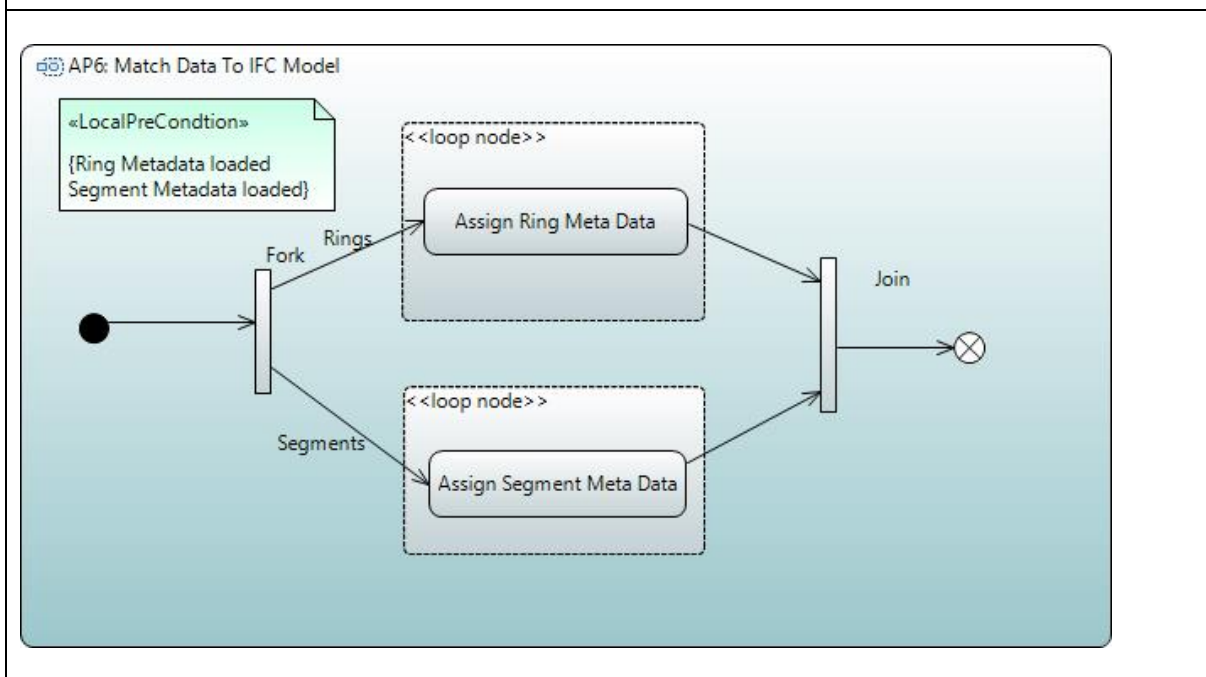 AP6: Match Data To IFC Model
«LocalPreCondtion»
{Ring Metadata loaded
Segment Metadata loaded}
<<loop node>>
Assign Ring Meta Data
Rings
Fork
Join
Segments
<<loop node>>
Assign Segment Meta Data